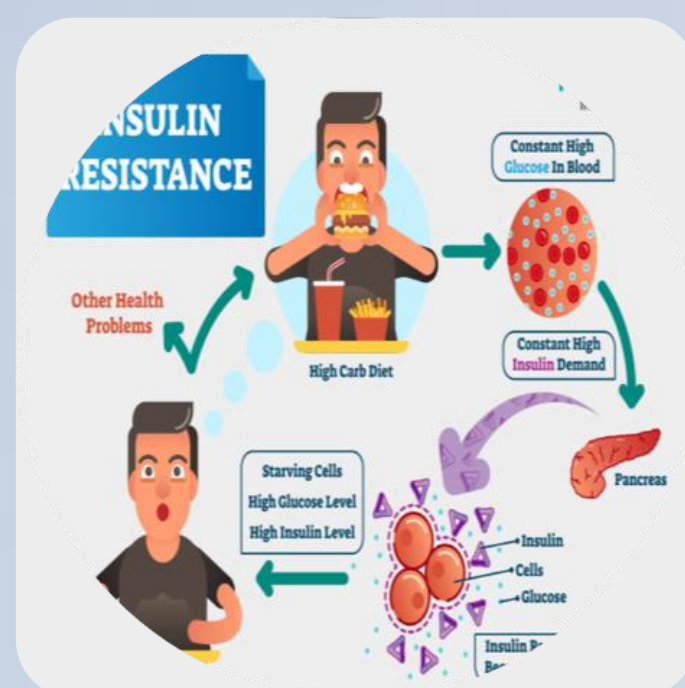 INSULIN
RESISTANCE
Constant High
Glucose In Blood
Other Health
Problems
High Carb Diet
Constant High
Insulin Demand
Pancreas
Starving Cells
High Glucose Level
High Insulin Level
Insulin
Cells
Glucose
Insulin